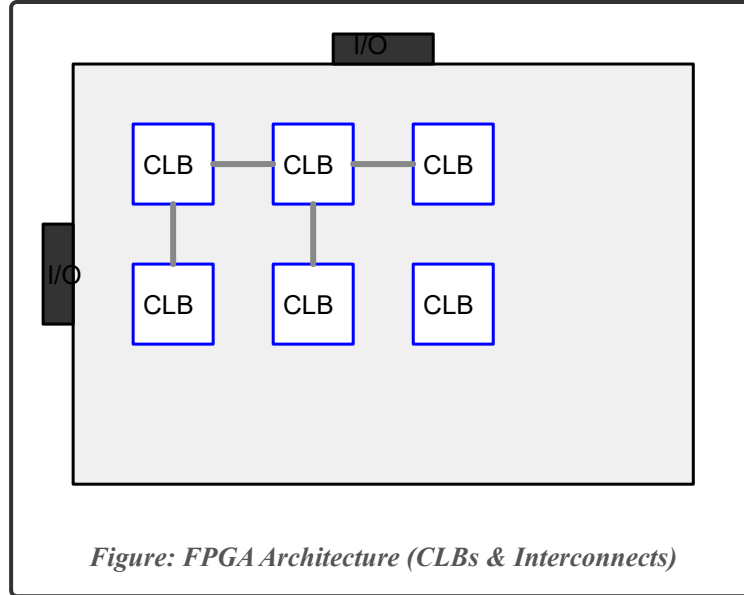 I/O
CLB CLB CLB
I/O
CLB CLB CLB
Figure: FPGA Architecture (CLBs & Interconnects)